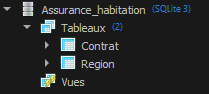 Assurance_habitation (SQLite 3)
Tableaux (2)
Contrat
Region
Vues